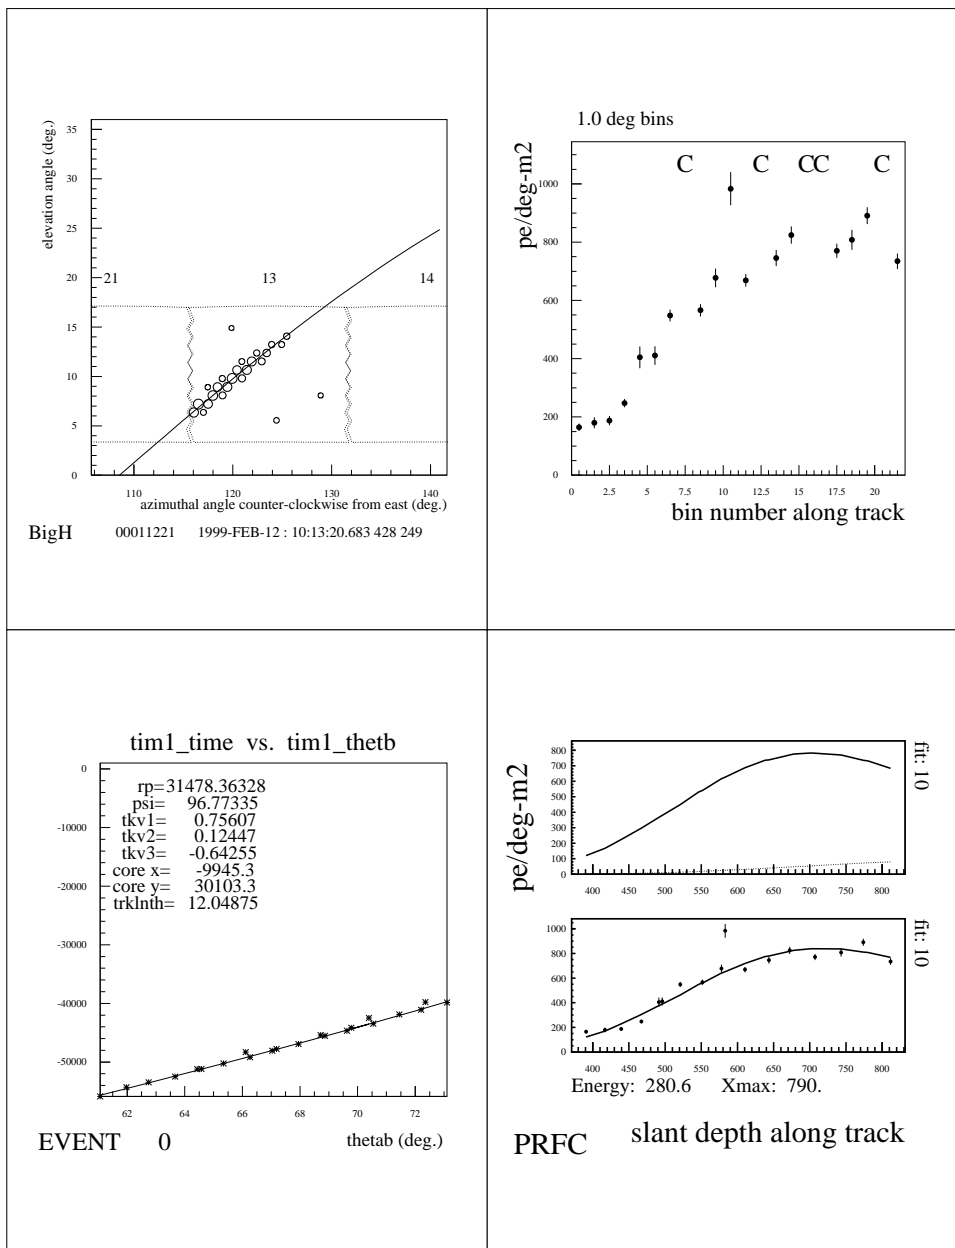 35
30
25
20
15
10
5
0
elevation angle (deg.)
21
13
14
110
120
130
140
azimuthal angle counter-clockwise from east (deg.)
BigH 00011221 1999-FEB-12 : 10:13:20.683 428 249
1.0 deg bins
pe/deg-m2
C C C C C
1000
800
600
400
200
0
0 2.5 5 7.5 10 12.5 15 17.5 20
bin number along track
tim1_time vs. tim1_thetb
0
-10000
-20000
-30000
-40000
-50000
rp= 31478.36328
psi= 96.77335
tkv1= 0.75607
tkv2= 0.12447
tkv3= -0.64255
core x= -9945.3
core y= 30103.3
trklnth= 12.04875
62 64 66 68 70 72
EVENT 0
thetab (deg.)
pe/deg-m2
800
700
600
500
400
300
200
100
0
400 450 500 550 600 650 700 750 800
fit: 10
1000
800
600
400
200
0
400 450 500 550 600 650 700 750 800
fit: 10
Energy: 280.6 Xmax: 790.
PRFC
slant depth along track